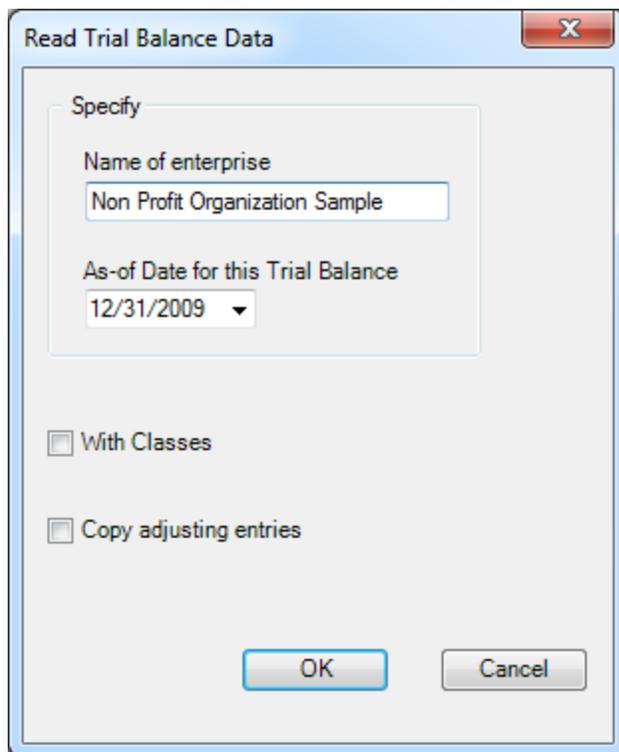 Read Trial Balance Data
Specify
Name of enterprise
Non Profit Organization Sample
As-of Date for this Trial Balance
12/31/2009
With Classes
Copy adjusting entries
OK Cancel